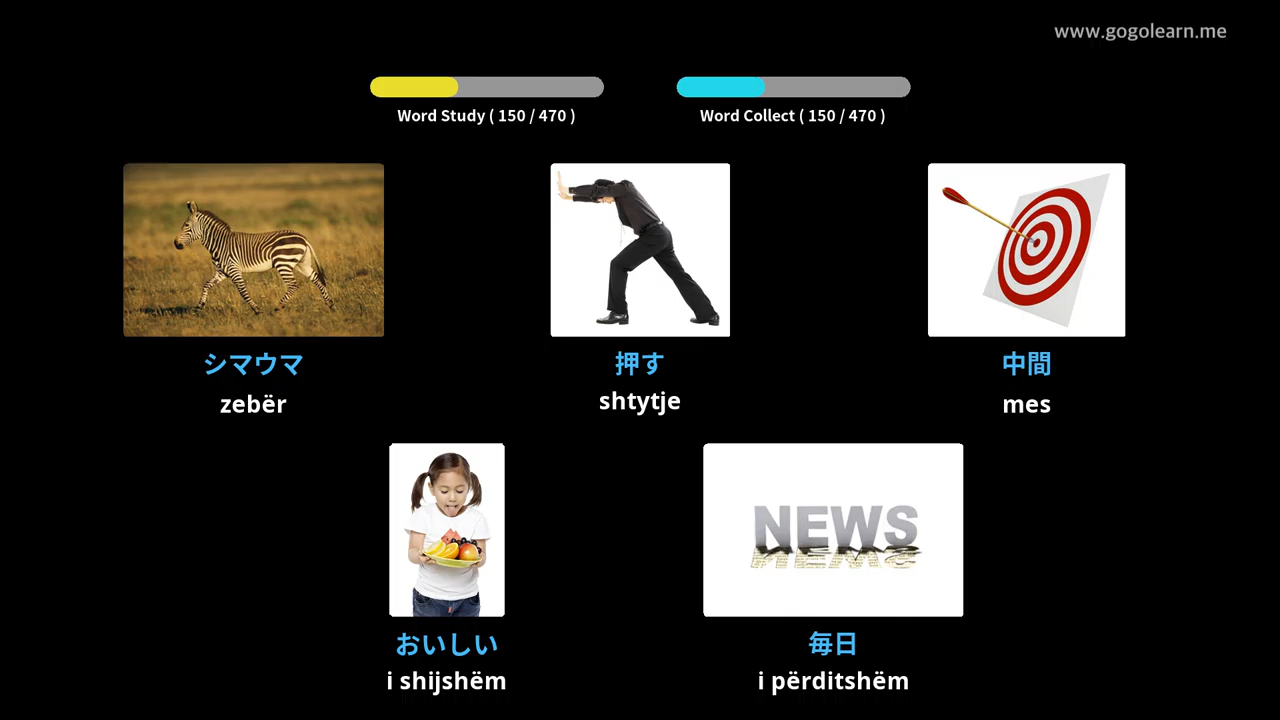 www.gogolearn.me
Word Study ( 150 / 470 )
Word Collect ( 150 / 470 )
シマウマ
zebër
押す
shtytje
中間
mes
おいしい
i shijshëm
NEWS
毎日
i përditshëm